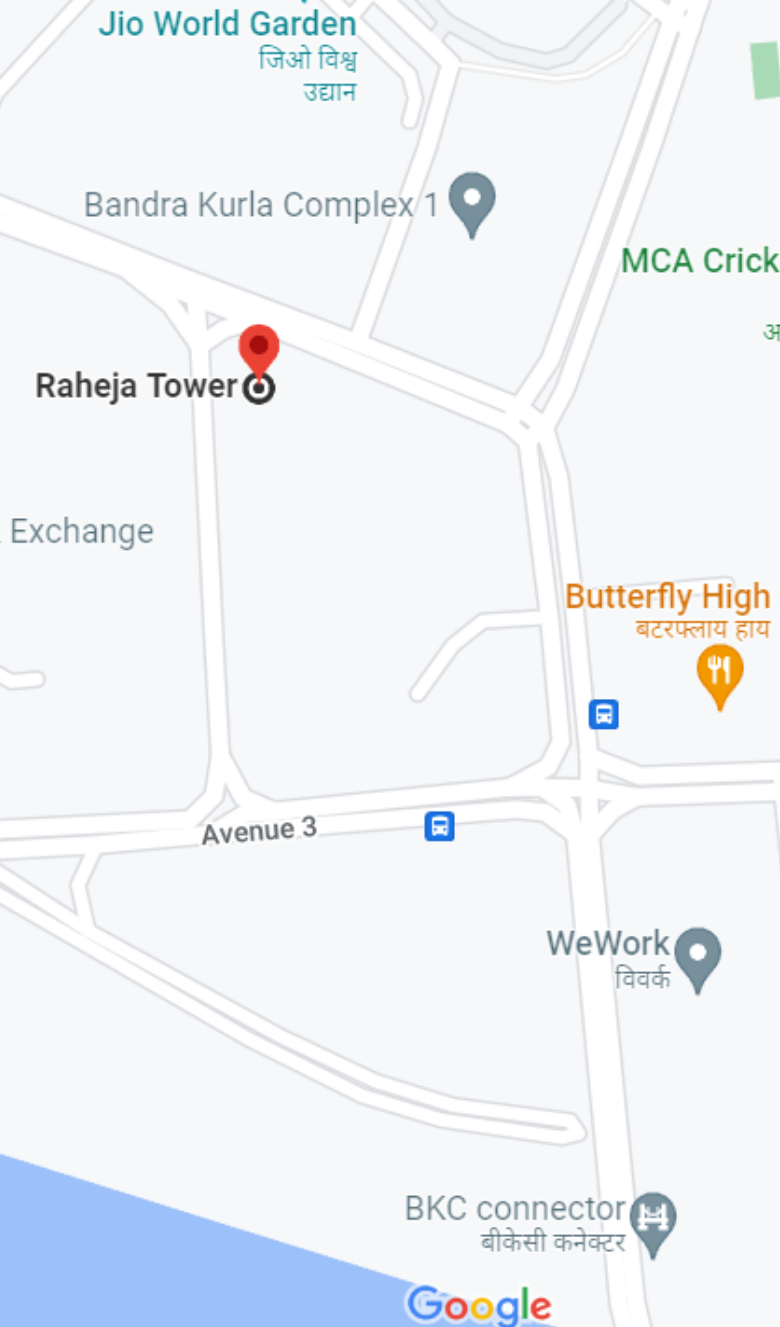 Jio World Garden
जिओ विश्व
उद्यान
Bandra Kurla Complex 1
MCA Crick
अ
Raheja Tower
Exchange
Butterfly High
बटरफ्लाय हाय
Avenue 3
WeWork
विवर्क
BKC connector
बीकेसी कनेक्टर
Google